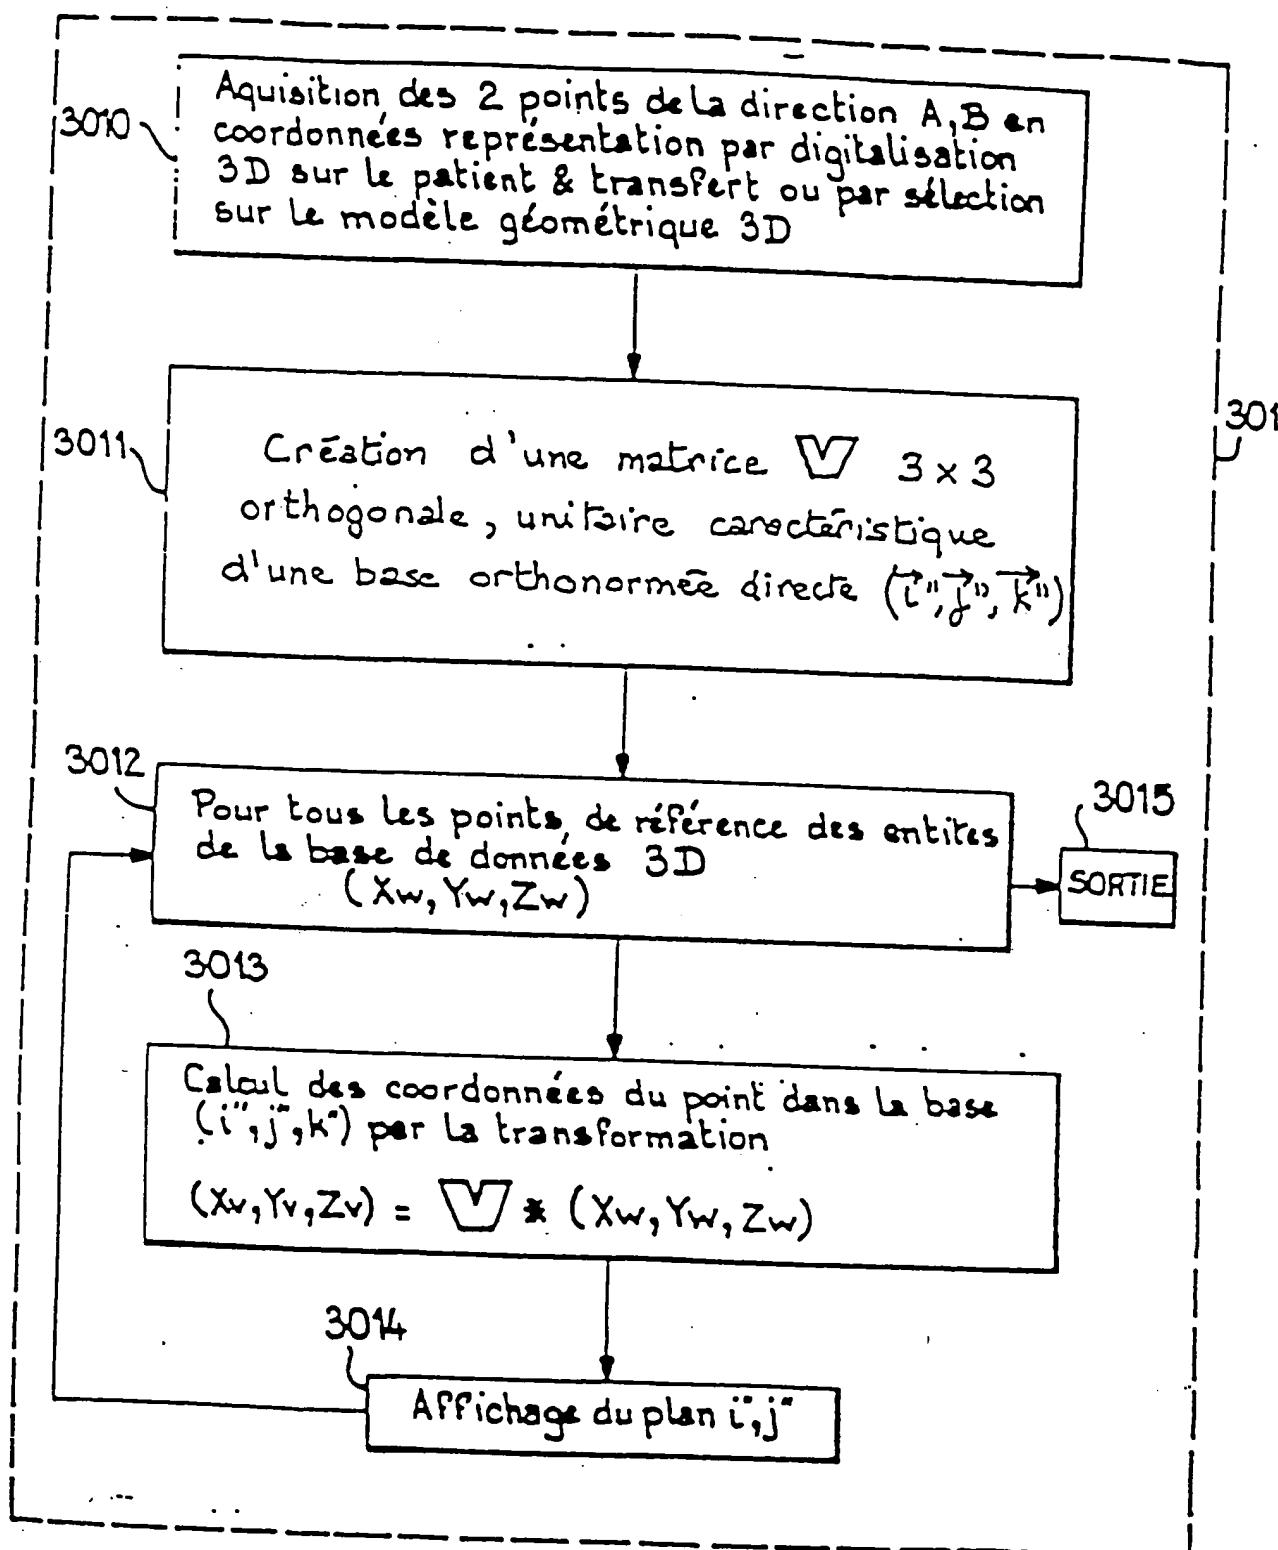 3010
Aquisition des 2 points de la direction A,B en
coordonnées représentation par digitalisation
3D sur le patient & transfert ou par sélection
sur le modèle géométrique 3D
301
3011
Création d'une matrice V 3 x 3
orthogonale, unitaire caractéristique
d'une base orthonormée directe (i", j", k")
3012
Pour tous les points de référence des entites
de la base de données 3D
(Xw, Yw, Zw)
3015
SORTIE
3013
Calcul des coordonnées du point dans la base
(i", j", k") par la transformation
(Xv, Yv, Zv) = V * (Xw, Yw, Zw)
3014
Affichage du plan i", j"